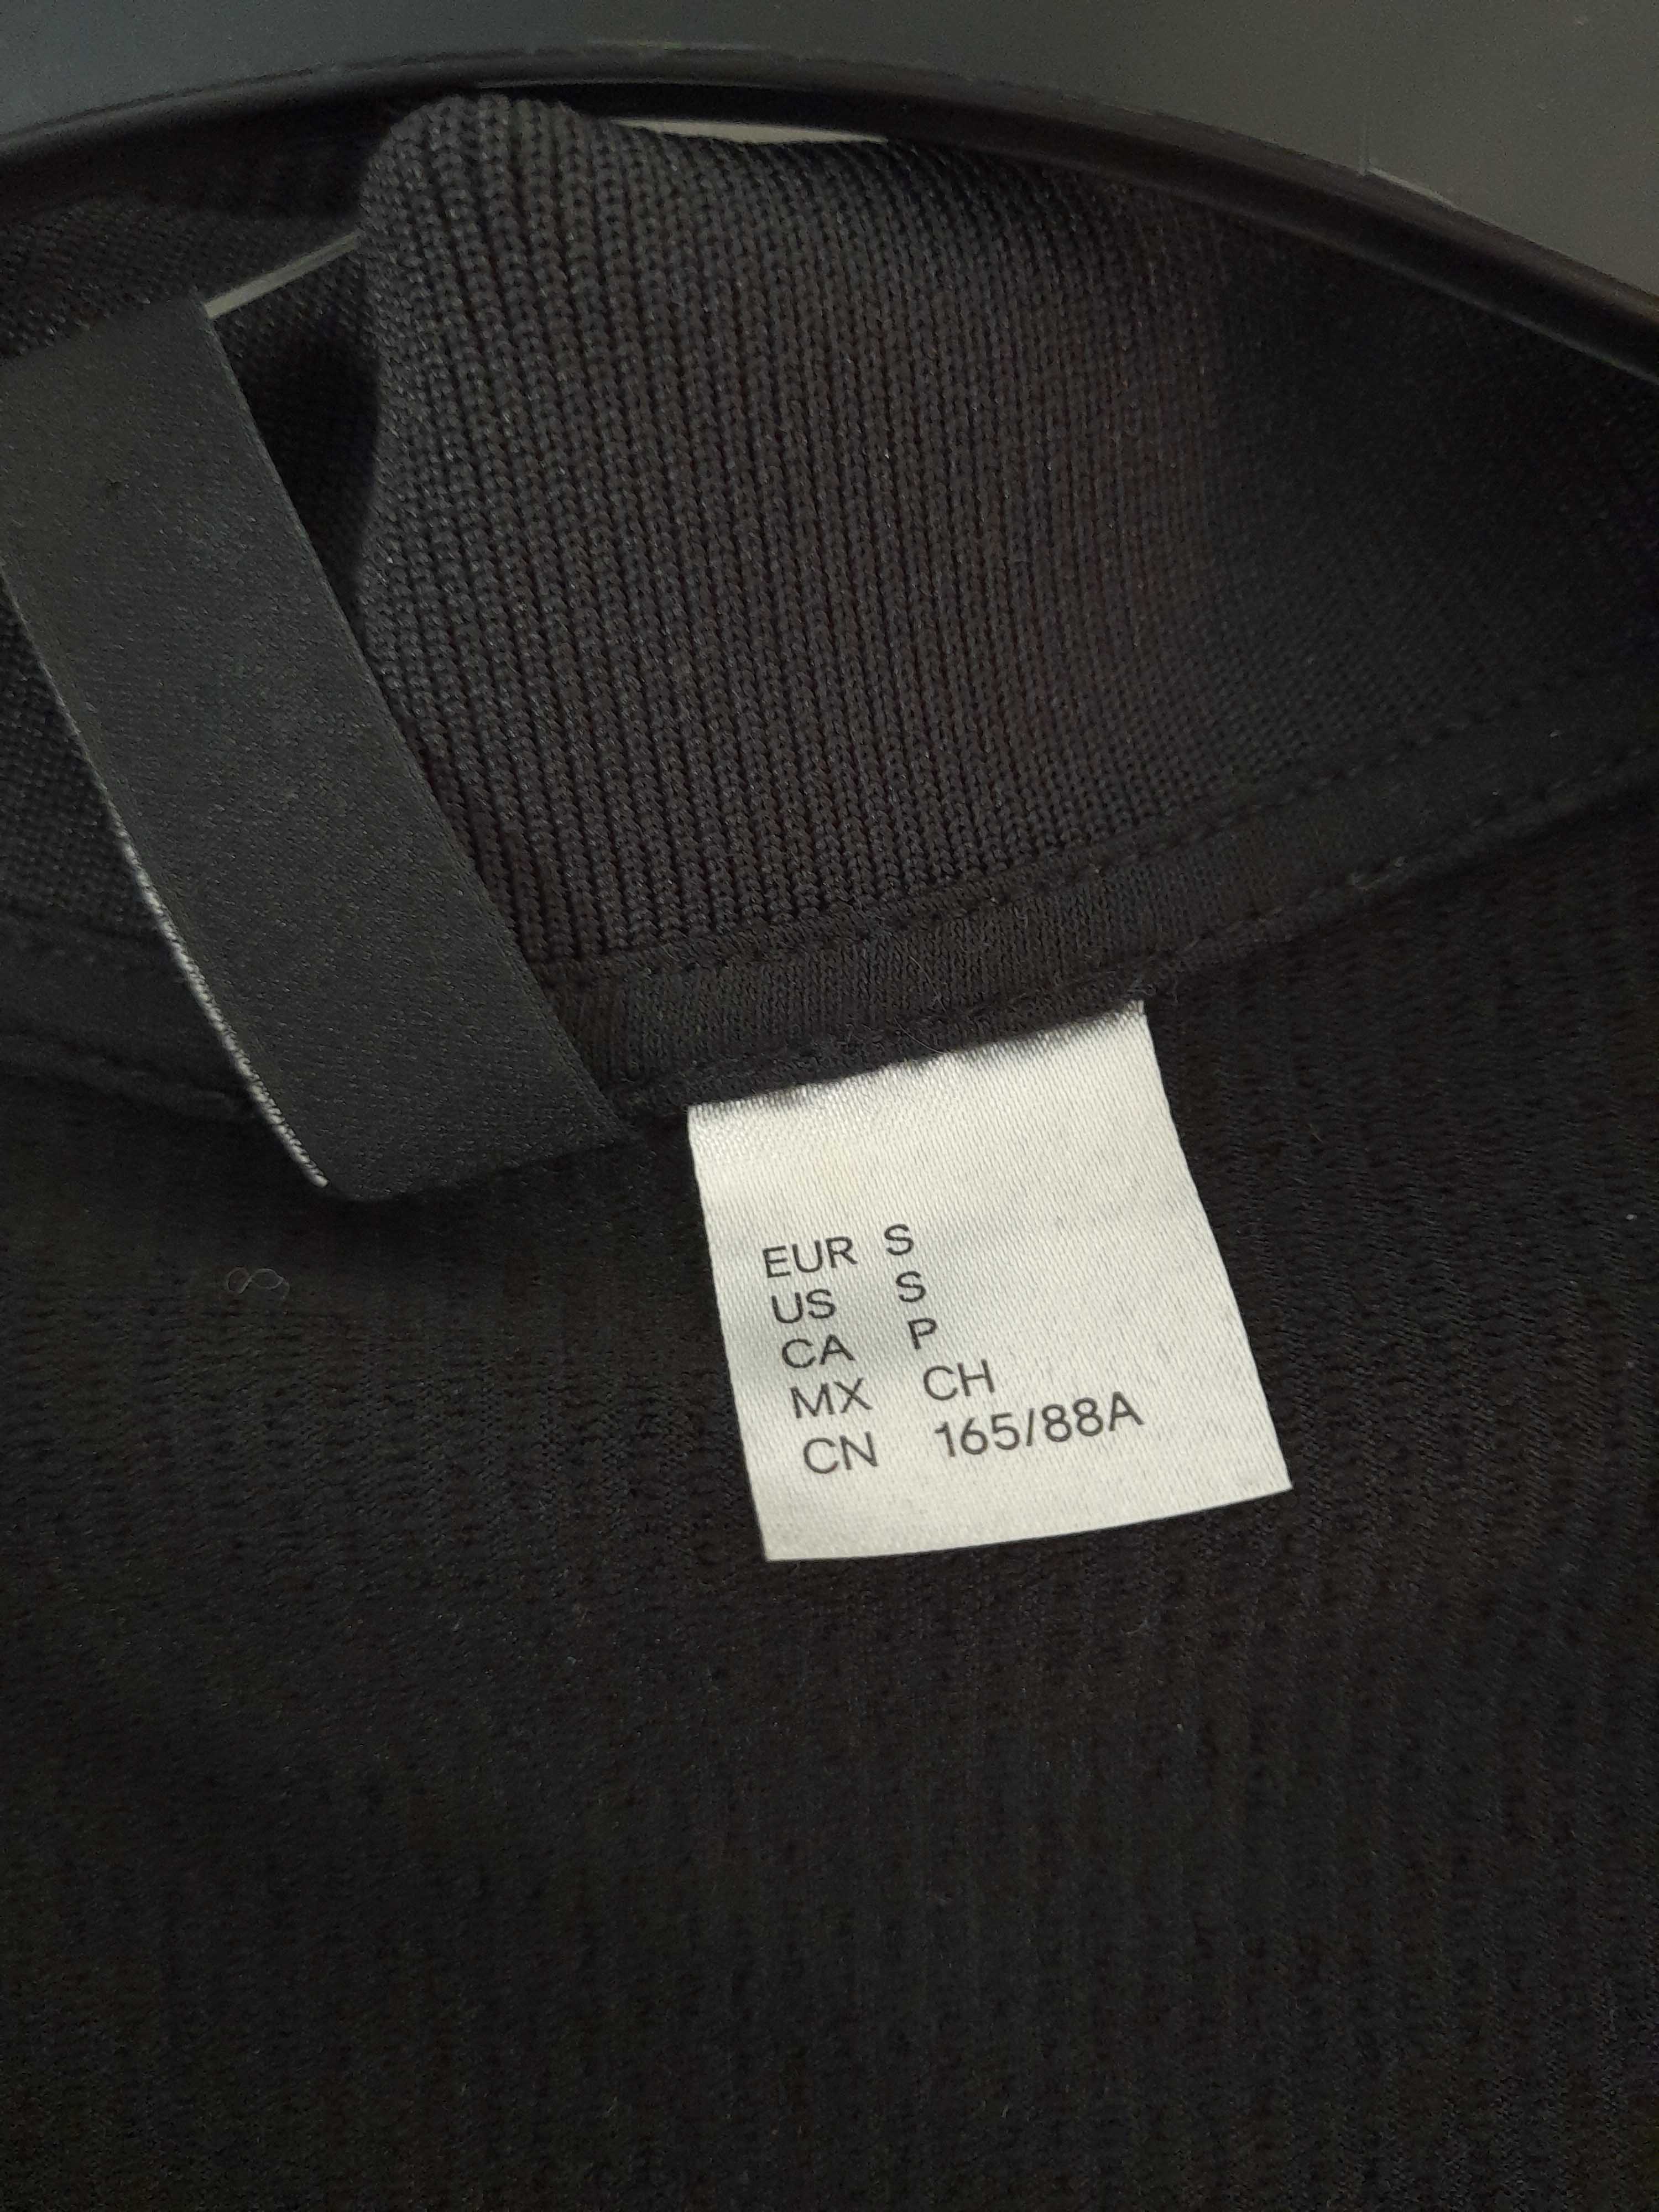 EUR S
US S
CA P
MX CH
CN 165/88A